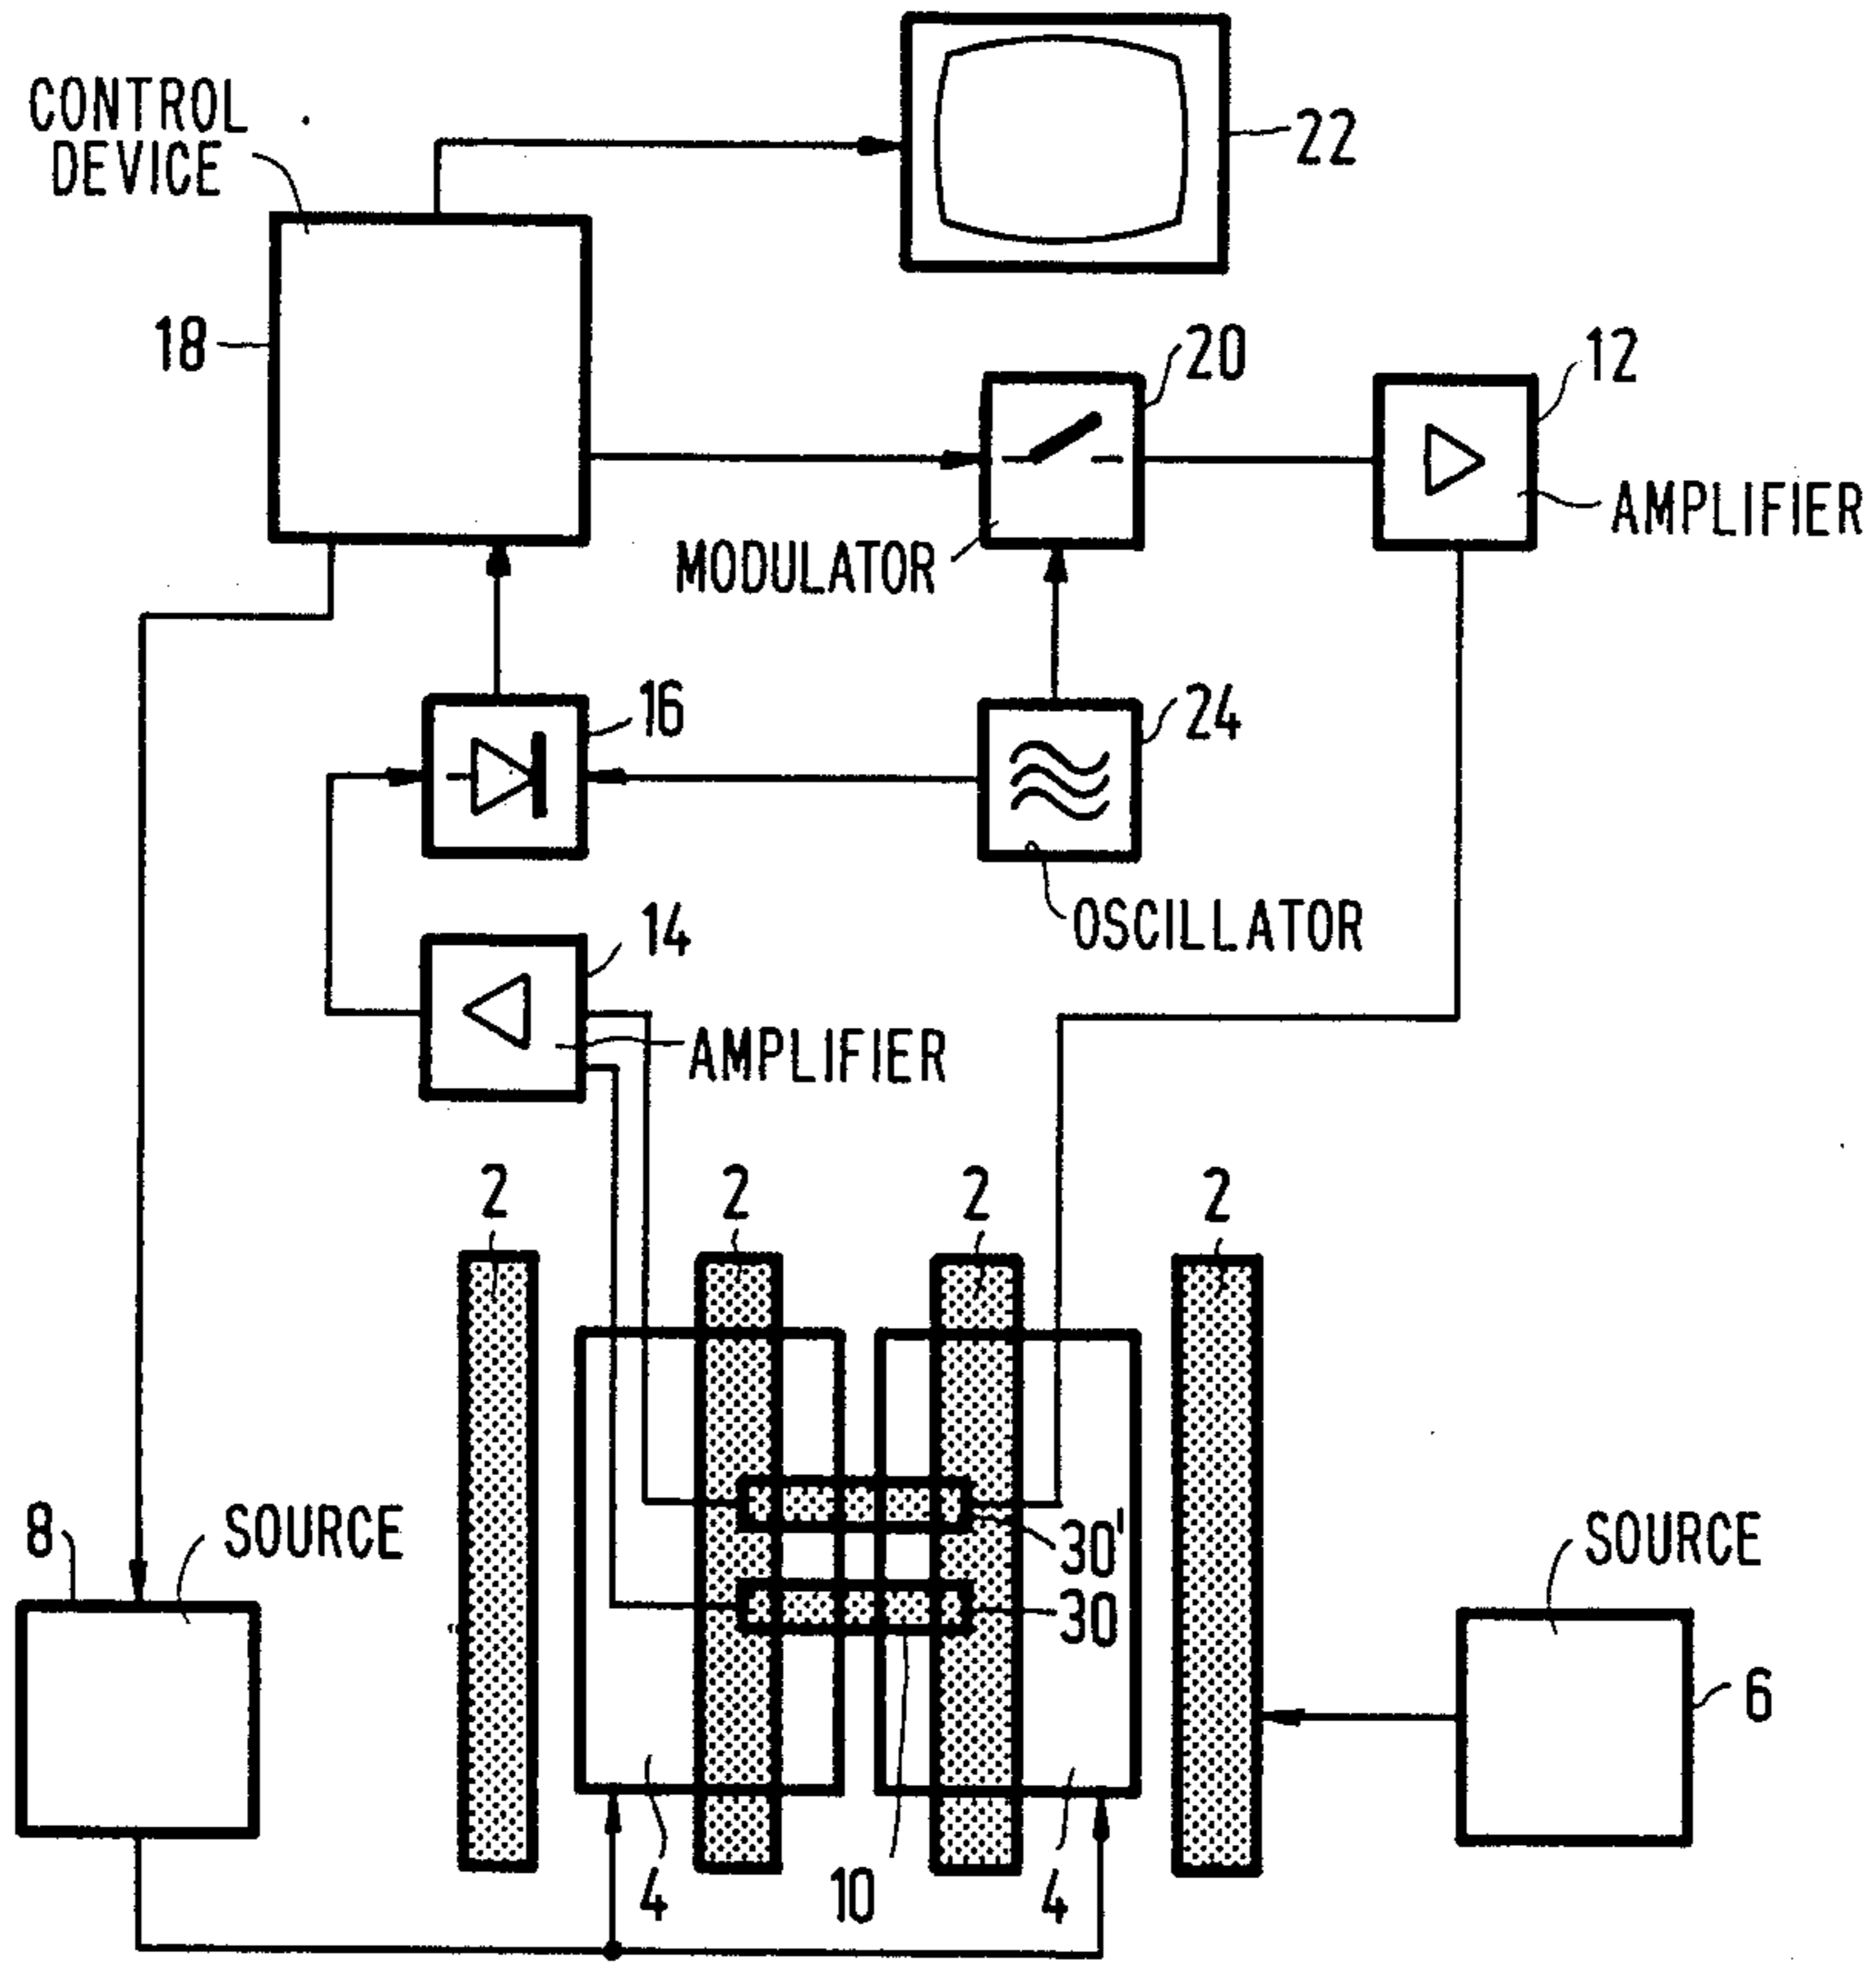 CONTROL
DEVICE
22
18
20
12
AMPLIFIER
MODULATOR
16
24
OSCILLATOR
14
AMPLIFIER
2
2
2
2
8
SOURCE
30'
30
SOURCE
6
4
10
4